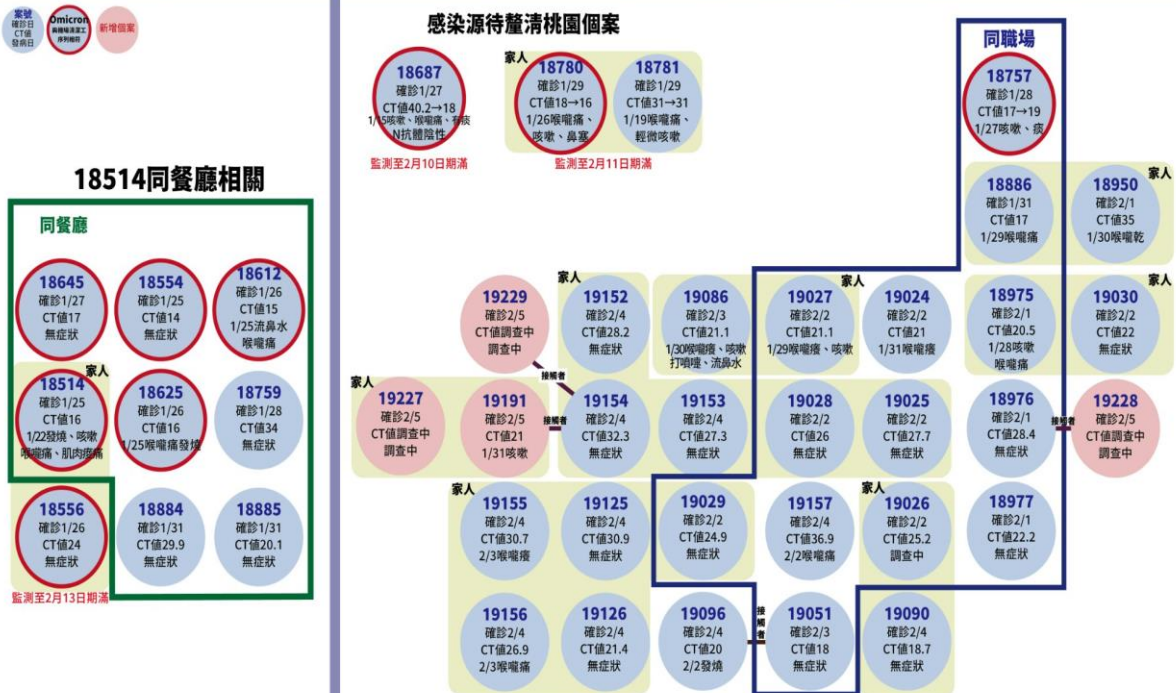 案號
確診日
CT值
發病日
Omicron
與機場清潔工
序列相符
新增個案
18514同餐廳相關
同餐廳
18645
確診1/27
CT值17
無症狀
18554
確診1/25
CT值14
無症狀
18612
確診1/26
CT值15
1/25流鼻水
喉嚨痛
家人
18514
確診1/25
CT值16
1/22發燒、咳嗽
喉嚨痛、肌肉痠痛
18625
確診1/26
CT值16
1/25喉嚨痛發燒
18759
確診1/28
CT值34
無症狀
18556
確診1/26
CT值24
無症狀
18884
確診1/31
CT值29.9
無症狀
18885
確診1/31
CT值20.1
無症狀
監測至2月13日期滿
感染源待釐清桃園個案
18687
確診1/27
CT值40.2→18
1/15咳嗽、喉嚨痛、有痰
N抗體陰性
監測至2月10日期滿
家人
18780
確診1/29
CT值18→16
1/26喉嚨痛、
咳嗽、鼻塞
18781
確診1/29
CT值31→31
1/19喉嚨痛、
輕微咳嗽
監測至2月11日期滿
同職場
18757
確診1/28
CT值17→19
1/27咳嗽、痰
18886
確診1/31
CT值17
1/29喉嚨痛
家人
18950
確診2/1
CT值35
1/30喉嚨乾
19229
確診2/5
CT值調查中
調查中
家人
19152
確診2/4
CT值28.2
無症狀
19086
確診2/3
CT值21.1
1/30喉嚨癢、咳嗽
打噴嚏、流鼻水
19027
確診2/2
CT值21.1
1/29喉嚨癢、咳嗽
家人
19024
確診2/2
CT值21
1/31喉嚨癢
18975
確診2/1
CT值20.5
1/28咳嗽
喉嚨痛
家人
19030
確診2/2
CT值22
無症狀
接觸者
家人
19227
確診2/5
CT值調查中
調查中
19191
確診2/5
CT值21
1/31咳嗽
接觸者
19154
確診2/4
CT值32.3
無症狀
19153
確診2/4
CT值27.3
無症狀
19028
確診2/2
CT值26
無症狀
19025
確診2/2
CT值27.7
無症狀
18976
確診2/1
CT值28.4
無症狀
接觸者
19228
確診2/5
CT值調查中
調查中
家人
19155
確診2/4
CT值30.7
2/3喉嚨癢
19125
確診2/4
CT值30.9
無症狀
19029
確診2/2
CT值24.9
無症狀
19157
確診2/4
CT值36.9
2/2喉嚨痛
家人
19026
確診2/2
CT值25.2
調查中
18977
確診2/1
CT值22.2
無症狀
19156
確診2/4
CT值26.9
2/3喉嚨痛
19126
確診2/4
CT值21.4
無症狀
19096
確診2/4
CT值20
2/2發燒
接觸者
19051
確診2/3
CT值18
無症狀
19090
確診2/4
CT值18.7
無症狀